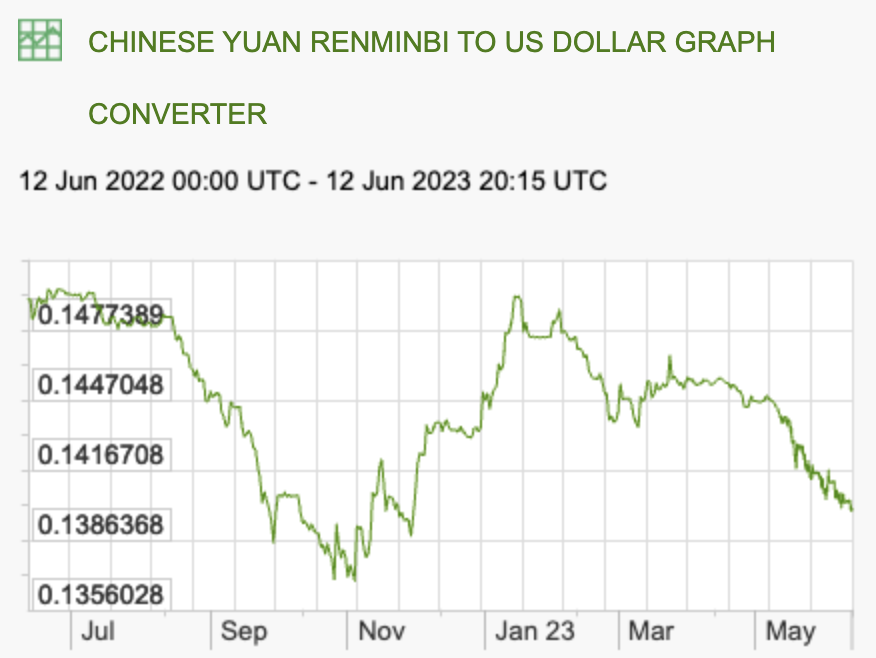 CHINESE YUAN RENMINBI TO US DOLLAR GRAPH
CONVERTER
12 Jun 2022 00:00 UTC - 12 Jun 2023 20:15 UTC
0.1477389
0.1447048
0.1416708
0.1386368
0.1356028
Jul Sep Nov Jan 23 Mar May